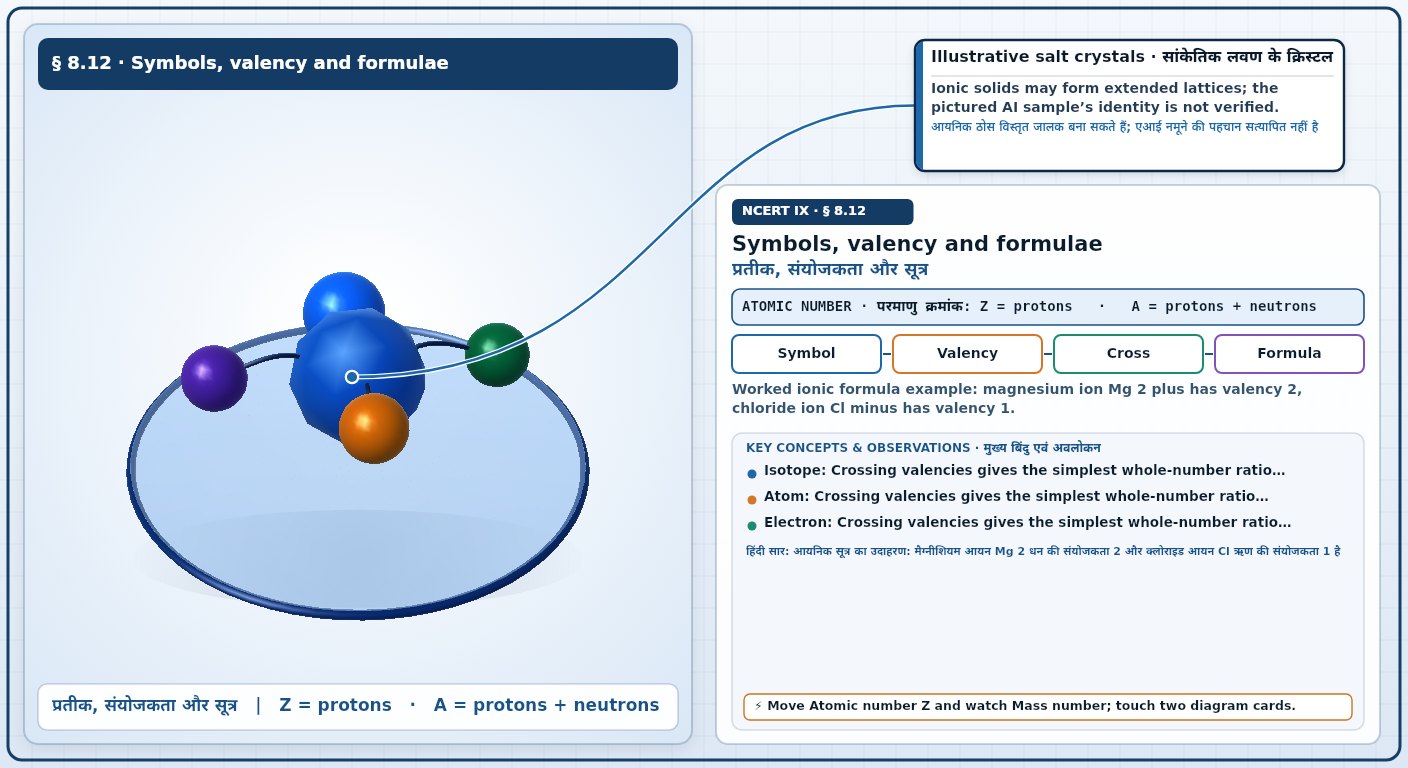 § 8.12 · Symbols, valency and formulae
Illustrative salt crystals · सांकेतिक लवण के क्रिस्टल
Ionic solids may form extended lattices; the
pictured AI sample’s identity is not verified.
आयनिक ठोस विस्तृत जालक बना सकते हैं; एआई नमूने की पहचान सत्यापित नहीं है
NCERT IX · § 8.12
Symbols, valency and formulae
प्रतीक, संयोजकता और सूत्र
ATOMIC NUMBER · परमाणु क्रमांक: Z = protons · A = protons + neutrons
Symbol
Valency
Cross
Formula
Worked ionic formula example: magnesium ion Mg 2 plus has valency 2,
chloride ion Cl minus has valency 1.
KEY CONCEPTS & OBSERVATIONS · मुख्य बिंदु एवं अवलोकन
Isotope: Crossing valencies gives the simplest whole-number ratio…
Atom: Crossing valencies gives the simplest whole-number ratio…
Electron: Crossing valencies gives the simplest whole-number ratio…
हिंदी सार: आयनिक सूत्र का उदाहरण: मैग्नीशियम आयन Mg 2 धन की संयोजकता 2 और क्लोराइड आयन Cl ऋण की संयोजकता 1 है
⚡ Move Atomic number Z and watch Mass number; touch two diagram cards.
प्रतीक, संयोजकता और सूत्र | Z = protons · A = protons + neutrons